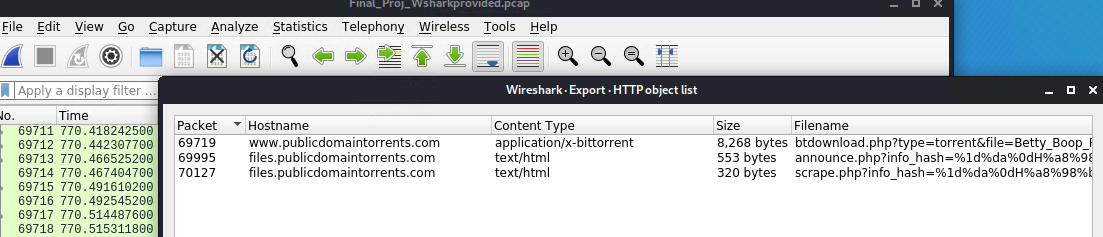 Final_Proj_Wsharkprovided.pcap
File Edit View Go Capture Analyze Statistics Telephony Wireless Tools Help
Apply a display filter ...
Wireshark · Export · HTTP object list
No. Time
69711 770.418242500
69712 770.442307700
69713 770.466525200
69714 770.467404700
69715 770.491610200
69716 770.492545200
69717 770.514487600
69718 770.515311800
Packet Hostname Content Type Size Filename
69719 www.publicdomaintorrents.com application/x-bittorrent 8,268 bytes btdownload.php?type=torrent&file=Betty_Boop_
69995 files.publicdomaintorrents.com text/html 553 bytes announce.php?info_hash=%1d%da%0dH%a8%98
70127 files.publicdomaintorrents.com text/html 320 bytes scrape.php?info_hash=%1d%da%0dH%a8%98%b